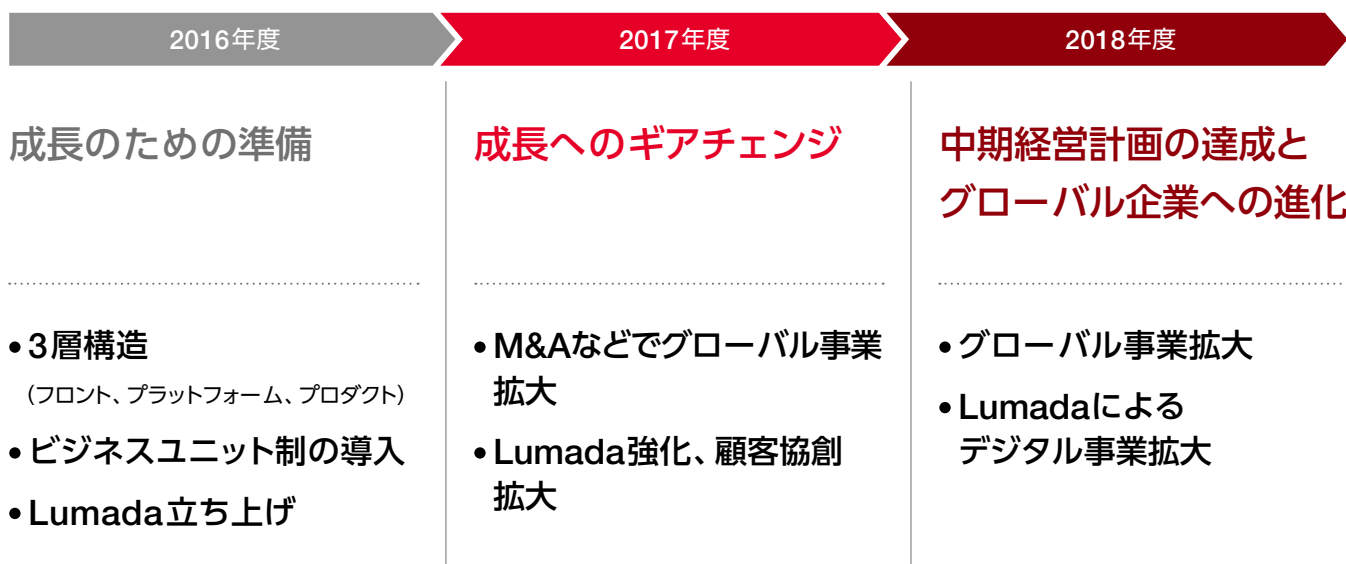 2016年度
2017年度
2018年度
成長のための準備
成長へのギアチェンジ
中期経営計画の達成と
グローバル企業への進化
• 3層構造
（フロント、プラットフォーム、プロダクト）
• ビジネスユニット制の導入
• Lumada立ち上げ
• M&Aなどでグローバル事業
拡大
• Lumada強化、顧客協創
拡大
• グローバル事業拡大
• Lumadaによる
デジタル事業拡大